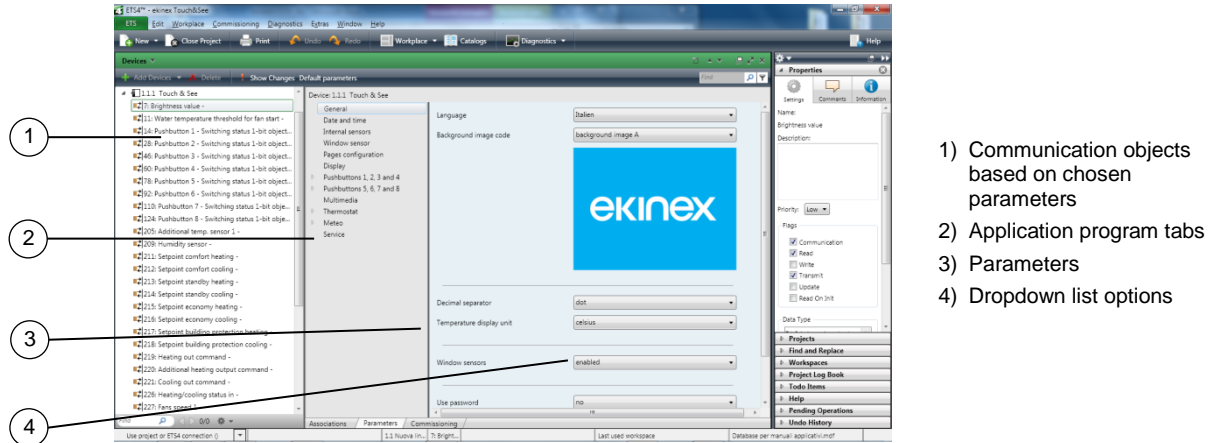 ETS4™ - ekinex Touch&See
ETS Edit Workplace Commissioning Diagnostics Extras Window Help
New Close Project Print Undo Redo Workplace Catalogs Diagnostics Help
Devices
Add Devices Delete Show Changes Default parameters Find
1.1.1 Touch & See
7: Brightness value -
11: Water temperature threshold for fan start -
14: Pushbutton 1 - Switching status 1-bit object...
28: Pushbutton 2 - Switching status 1-bit object...
46: Pushbutton 3 - Switching status 1-bit object...
60: Pushbutton 4 - Switching status 1-bit object...
78: Pushbutton 5 - Switching status 1-bit object...
92: Pushbutton 6 - Switching status 1-bit object...
110: Pushbutton 7 - Switching status 1-bit obje...
124: Pushbutton 8 - Switching status 1-bit obje...
205: Additional temp. sensor 1 -
209: Humidity sensor -
211: Setpoint comfort heating -
212: Setpoint comfort cooling -
213: Setpoint standby heating -
214: Setpoint standby cooling -
215: Setpoint economy heating -
216: Setpoint economy cooling -
217: Setpoint building protection heating -
218: Setpoint building protection cooling -
219: Heating out command -
220: Additional heating output command -
221: Cooling out command -
226: Heating/cooling status in -
227: Fans speed 1
Find 0/0
Device: 1.1.1 Touch & See
General
Date and time
Internal sensors
Window sensor
Pages configuration
Display
Pushbuttons 1, 2, 3 and 4
Pushbuttons 5, 6, 7 and 8
Multimedia
Thermostat
Meteo
Service
Language Italien
Background image code background image A
ekinex
Decimal separator dot
Temperature display unit celsius
Window sensors enabled
Use password no
Associations Parameters Commissioning
Properties
Settings Comments Information
Name:
Brightness value
Description:
Priority: Low
Flags
Communication
Read
Write
Transmit
Update
Read On Init
Data Type
Projects
Find and Replace
Workspaces
Project Log Book
Todo Items
Help
Pending Operations
Undo History
Use project or ETS4 connection () 1.1 Nuova lin... 7: Bright... Last used workspace Database per manuali applicativi.mdf
1
2
3
4
1) Communication objects
based on chosen
parameters
2) Application program tabs
3) Parameters
4) Dropdown list options